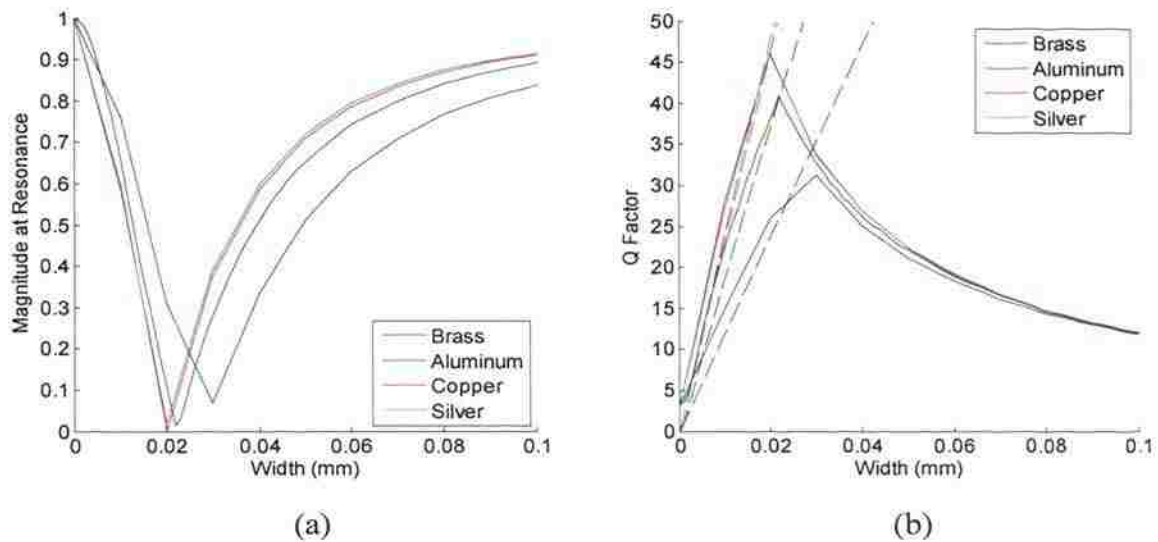 1
0.9
0.8
0.7
0.6
0.5
0.4
0.3
0.2
0.1
0
Magnitude at Resonance
Brass
Aluminum
Copper
Silver
0 0.02 0.04 0.06 0.08 0.1
Width (mm)
(a)
50
45
40
35
30
25
20
15
10
5
0
Q Factor
Brass
Aluminum
Copper
Silver
0 0.02 0.04 0.06 0.08 0.1
Width (mm)
(b)